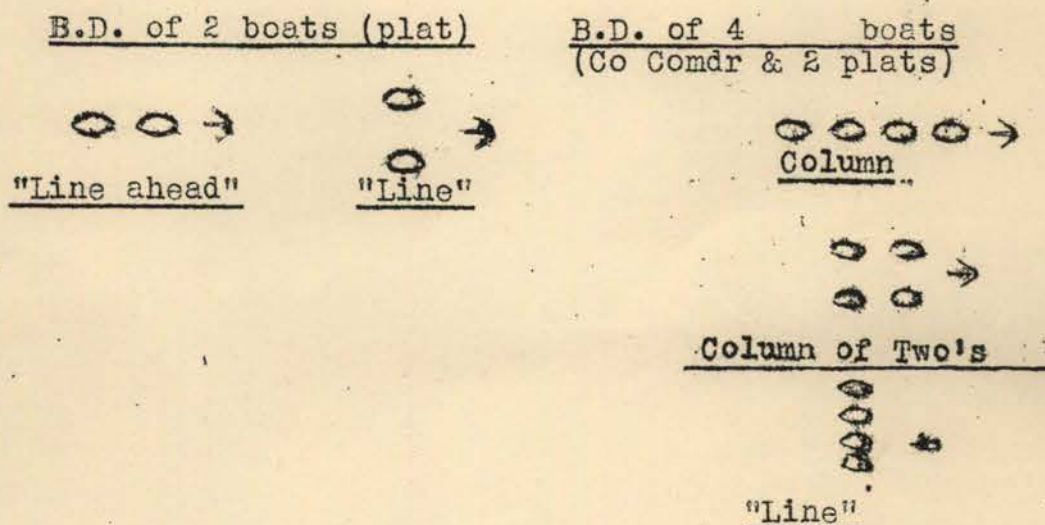 B.D. of 2 boats (plat)
"Line ahead"
"Line"
B.D. of 4 boats
(Co Comdr & 2 plats)
Column
Column of Two's
"Line"